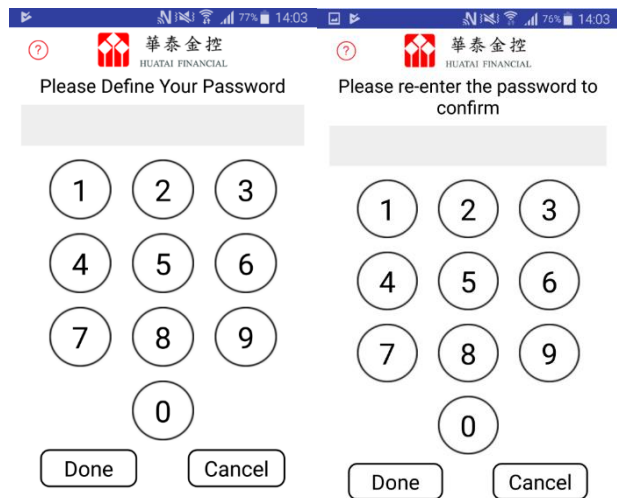 77% 14:03
?
華泰金控
HUATAI FINANCIAL
Please Define Your Password
1 2 3
4 5 6
7 8 9
0
Done Cancel
76% 14:03
?
華泰金控
HUATAI FINANCIAL
Please re-enter the password to
confirm
1 2 3
4 5 6
7 8 9
0
Done Cancel